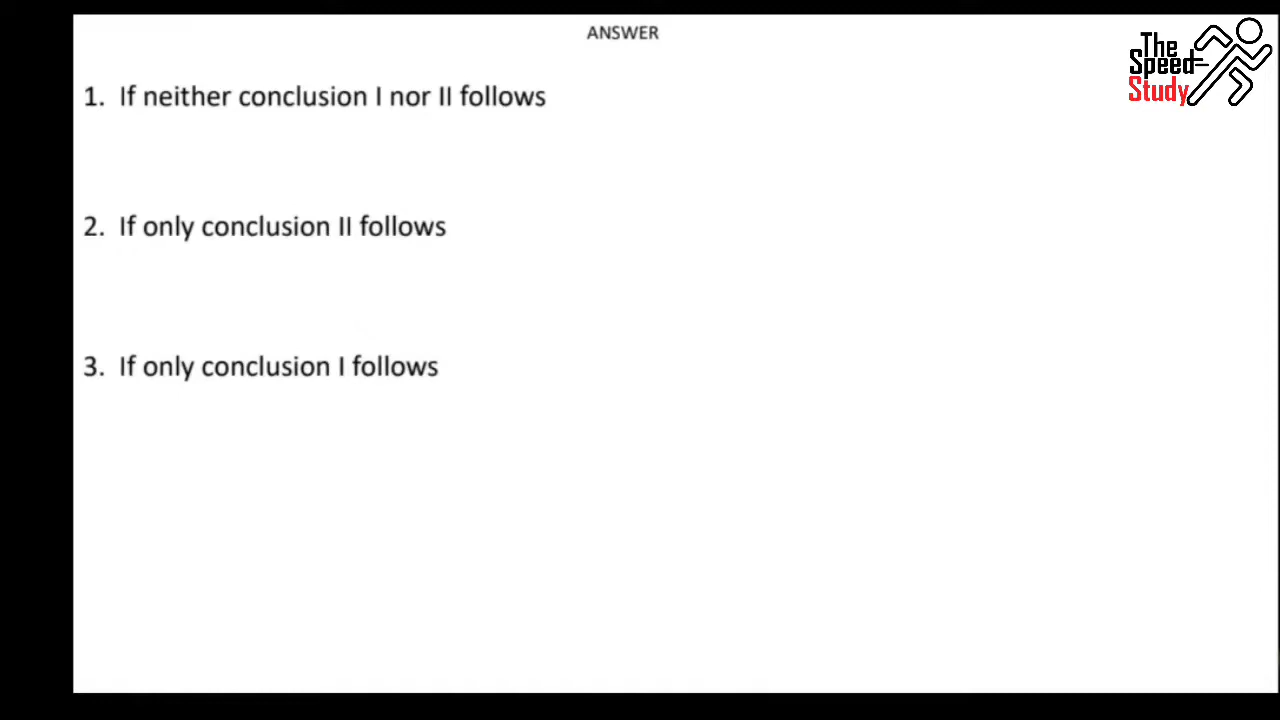 ANSWER
The
Speed
Study
1. If neither conclusion I nor II follows
2. If only conclusion II follows
3. If only conclusion I follows